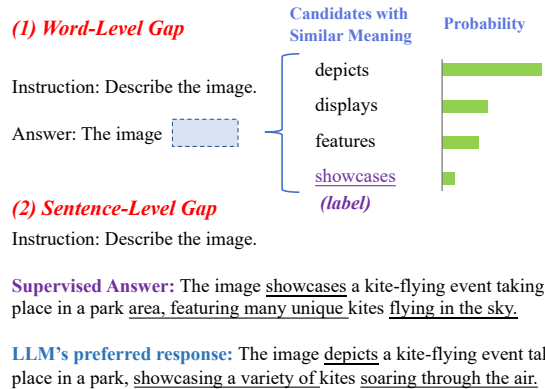 (1) Word-Level Gap
Candidates with
Similar Meaning
Probability
Instruction: Describe the image.
Answer: The image
depicts
displays
features
showcases
(label)
(2) Sentence-Level Gap
Instruction: Describe the image.
Supervised Answer: The image showcases a kite-flying event taking
place in a park area, featuring many unique kites flying in the sky.
LLM's preferred response: The image depicts a kite-flying event tak
place in a park, showcasing a variety of kites soaring through the air.